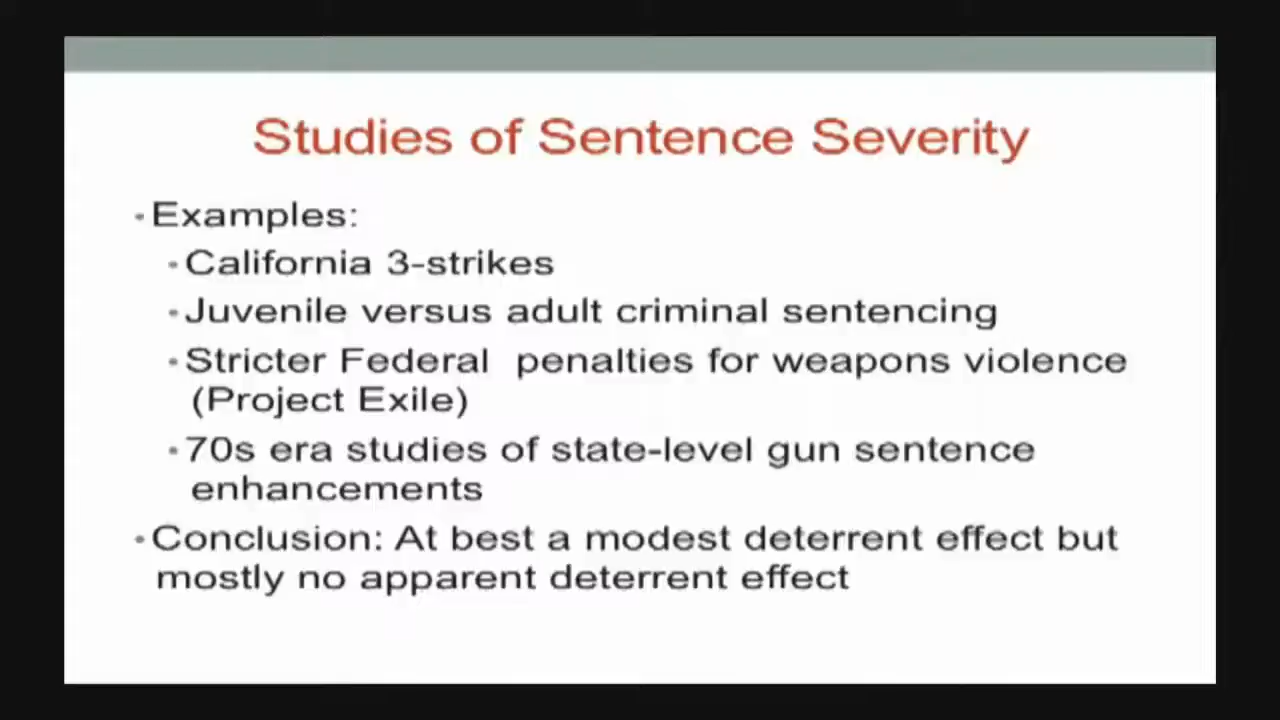 Studies of Sentence Severity
• Examples:
• California 3-strikes
• Juvenile versus adult criminal sentencing
• Stricter Federal penalties for weapons violence
(Project Exile)
• 70s era studies of state-level gun sentence
enhancements
• Conclusion: At best a modest deterrent effect but
mostly no apparent deterrent effect